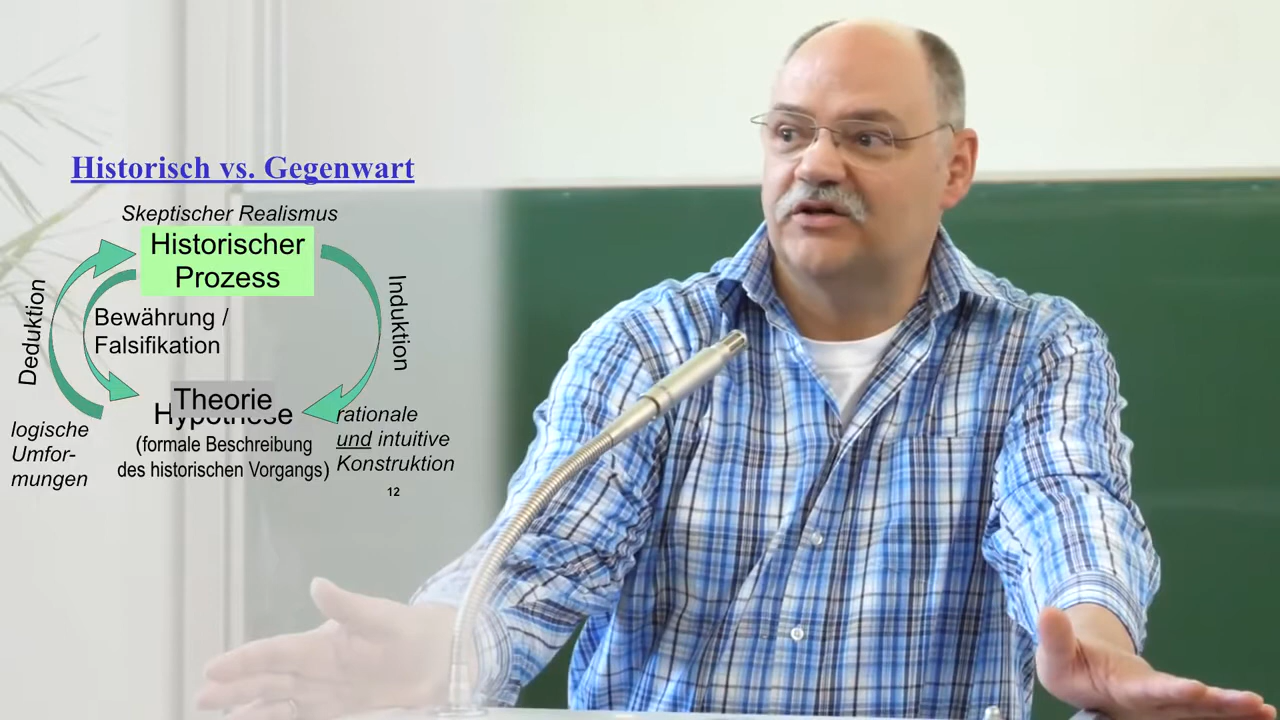 Historisch vs. Gegenwart
Skeptischer Realismus
Historischer
Prozess
Deduktion
Induktion
Bewährung /
Falsifikation
Theorie
Hypothese
(formale Beschreibung
des historischen Vorgangs)
logische
Umfor-
mungen
rationale
und intuitive
Konstruktion
12